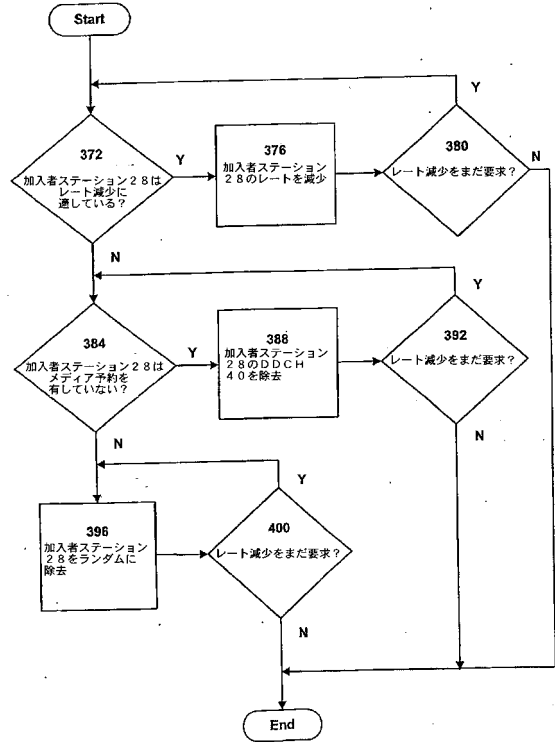 Start
Y
372
加入者ステーション２８は
レート減少に
適している？
Y
376
加入者ステーション
２８のレートを減少
380
レート減少をまだ要求？
N
N
Y
384
加入者ステーション２８は
メディア予約を
有していない？
Y
388
加入者ステーション
２８のＤＤＣＨ
４０を除去
392
レート減少をまだ要求？
N
N
Y
396
加入者ステーション
２８をランダムに
除去
400
レート減少をまだ要求？
N
End